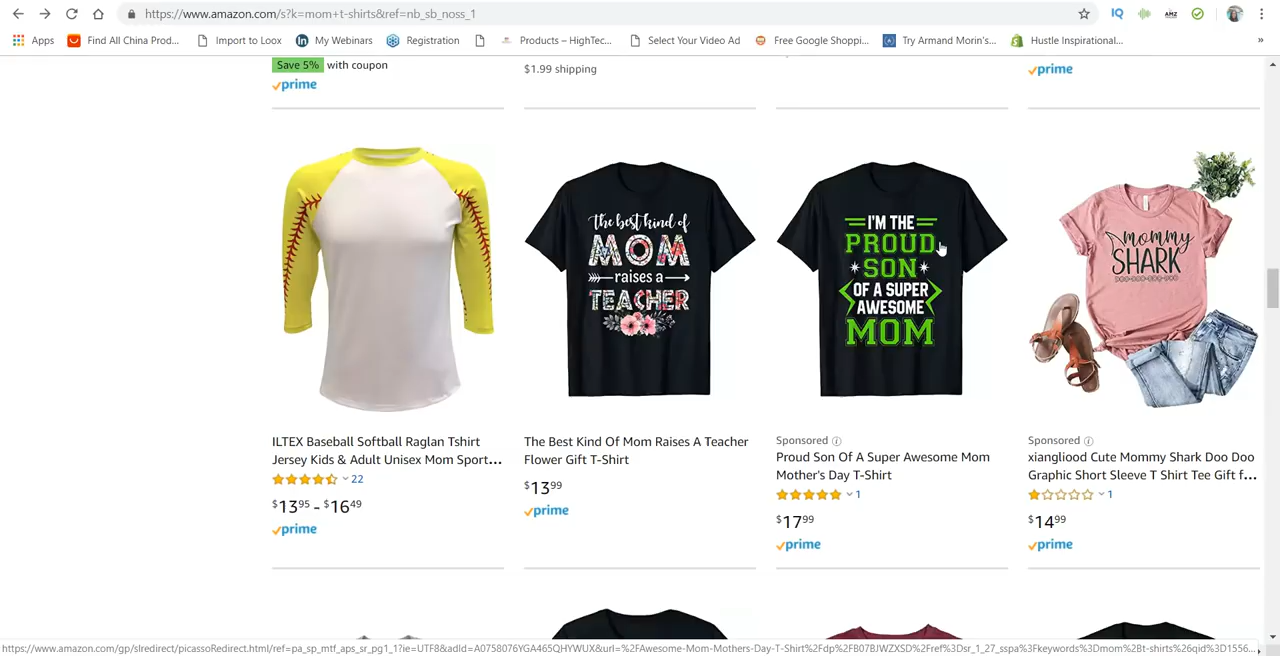 https://www.amazon.com/s?k=mom+t-shirts&ref=nb_sb_noss_1
IQ
AMZ
Apps
Find All China Prod...
Import to Loox
My Webinars
Registration
Products – HighTec...
Select Your Video Ad
Free Google Shoppi...
Try Armand Morin's...
Hustle Inspirational...
»
Save 5% with coupon
prime
$1.99 shipping
prime
the best kind of
MOM
raises a
TEACHER
I'M THE
PROUD
SON
OF A SUPER
AWESOME
MOM
mommy
SHARK
DOO-DOO-DOO-DOO
ILTEX Baseball Softball Raglan Tshirt
Jersey Kids & Adult Unisex Mom Sport...
22
$13 95 - $16 49
prime
The Best Kind Of Mom Raises A Teacher
Flower Gift T-Shirt
$13 99
prime
Sponsored
Proud Son Of A Super Awesome Mom
Mother's Day T-Shirt
1
$17 99
prime
Sponsored
xiangliood Cute Mommy Shark Doo Doo
Graphic Short Sleeve T Shirt Tee Gift f...
1
$14 99
prime
https://www.amazon.com/gp/slredirect/picassoRedirect.html/ref=pa_sp_mtf_aps_sr_pg1_1?ie=UTF8&adId=A0758076YGA465QHYWUX&url=%2FAwesome-Mom-Mothers-Day-T-Shirt%2Fdp%2FB07BJWZXSD%2Fref%3Dsr_1_27_sspa%3Fkeywords%3Dmom%2Bt-shirts%26qid%3D1556...